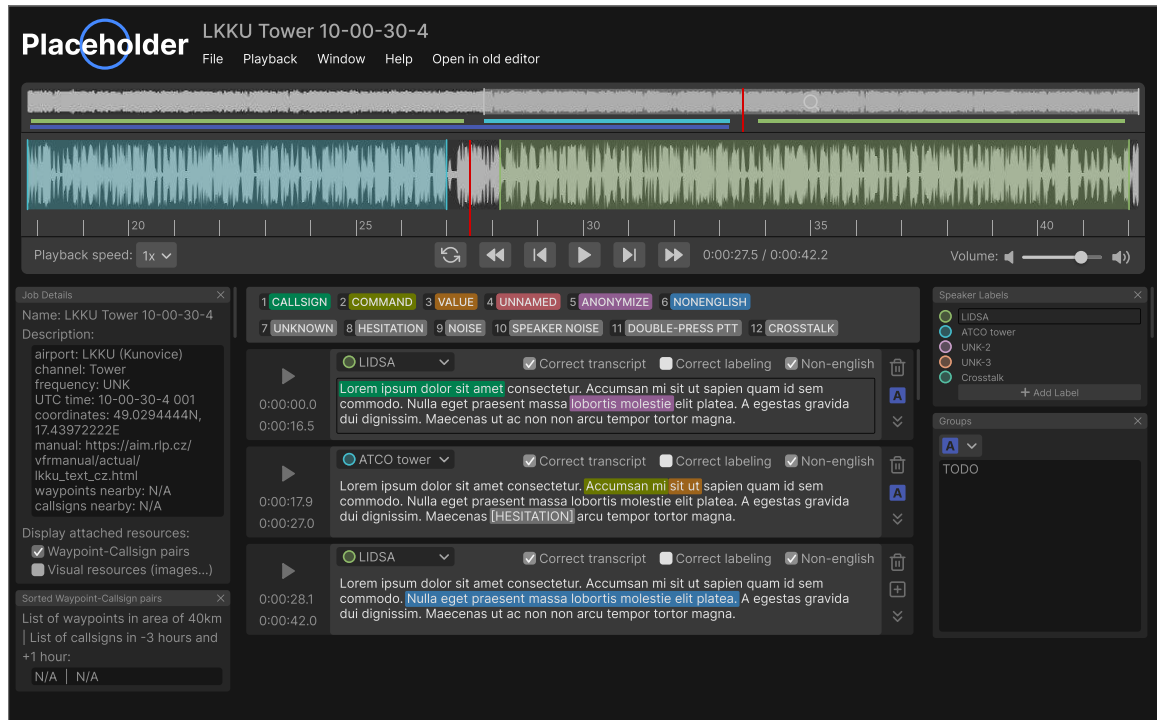 Placeholder
LKKU Tower 10-00-30-4
File Playback Window Help Open in old editor
20 25 30 35 40
Playback speed: 1x
0:00:27.5 / 0:00:42.2
Volume:
Job Details
Name: LKKU Tower 10-00-30-4
Description:
airport: LKKU (Kunovice)
channel: Tower
frequency: UNK
UTC time: 10-00-30-4 001
coordinates: 49.0294444N,
17.43972222E
manual: https://aim.rlp.cz/
vfrmanual/actual/
lkku_text_cz.html
waypoints nearby: N/A
callsigns nearby: N/A
Display attached resources:
Waypoint-Callsign pairs
Visual resources (images...)
Sorted Waypoint-Callsign pairs
List of waypoints in area of 40km
| List of callsigns in -3 hours and
+1 hour:
N/A | N/A
1 CALLSIGN 2 COMMAND 3 VALUE 4 UNNAMED 5 ANONYMIZE 6 NONENGLISH
7 UNKNOWN 8 HESITATION 9 NOISE 10 SPEAKER NOISE 11 DOUBLE-PRESS PTT 12 CROSSTALK
LIDSA
Correct transcript Correct labeling Non-english
0:00:00.0
0:00:16.5
Lorem ipsum dolor sit amet consectetur. Accumsan mi sit ut sapien quam id sem
commodo. Nulla eget praesent massa lobortis molestie elit platea. A egestas gravida
dui dignissim. Maecenas ut ac non non arcu tempor tortor magna.
A
ATCO tower
Correct transcript Correct labeling Non-english
0:00:17.9
0:00:27.0
Lorem ipsum dolor sit amet consectetur. Accumsan mi sit ut sapien quam id sem
commodo. Nulla eget praesent massa lobortis molestie elit platea. A egestas gravida
dui dignissim. Maecenas [HESITATION] arcu tempor tortor magna.
A
LIDSA
Correct transcript Correct labeling Non-english
0:00:28.1
0:00:42.0
Lorem ipsum dolor sit amet consectetur. Accumsan mi sit ut sapien quam id sem
commodo. Nulla eget praesent massa lobortis molestie elit platea. A egestas gravida
dui dignissim. Maecenas ut ac non non arcu tempor tortor magna.
Speaker Labels
LIDSA
ATCO tower
UNK-2
UNK-3
Crosstalk
+ Add Label
Groups
A
TODO